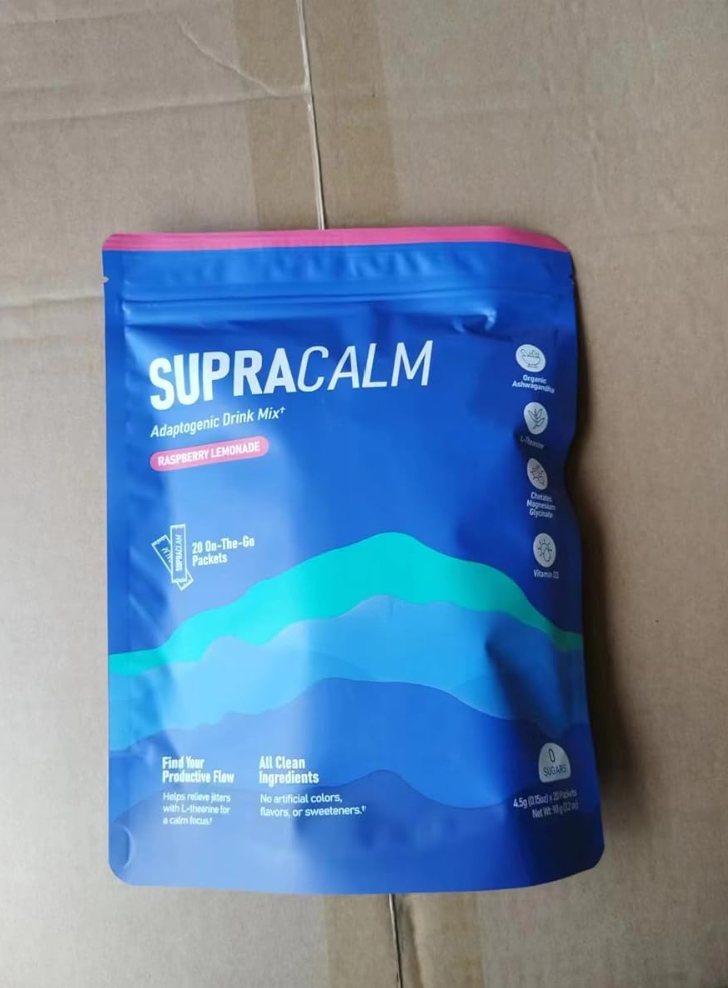 SUPRACALM
Adaptogenic Drink Mix†
RASPBERRY LEMONADE
Organic
Ashwagandha
L-Theanine
Chelated
Magnesium
Glycinate
Vitamin D3
20 On-The-Go
Packets
Find Your
Productive Flow
Helps relieve jitters
with L-theanine for
a calm focus†
All Clean
Ingredients
No artificial colors,
flavors, or sweeteners.
0
SUGARS
4.5g (0.15oz) x 20 Packets
Net Wt